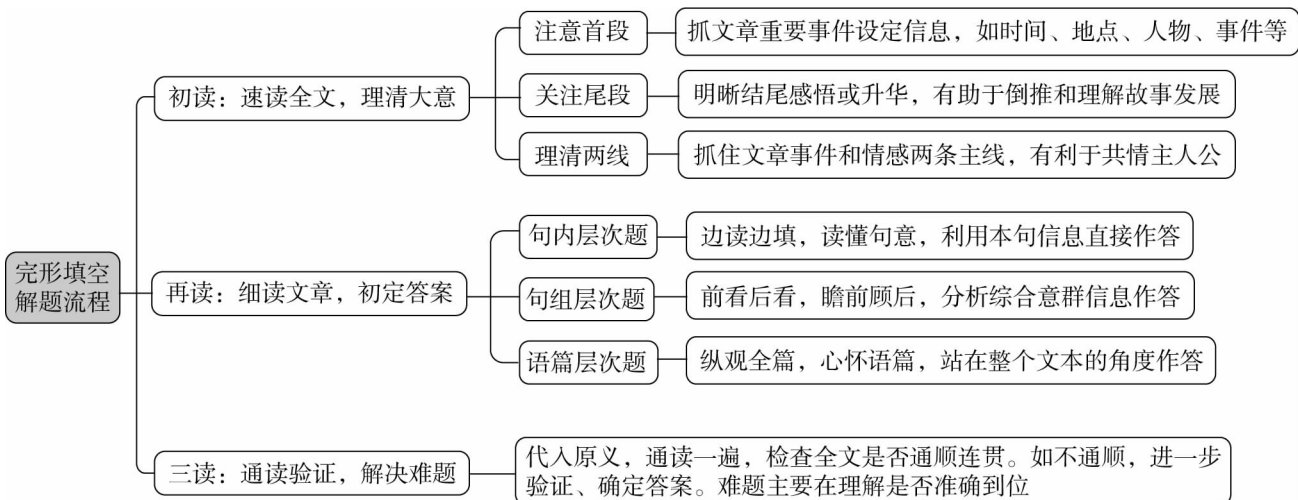 完形填空
解题流程
初读：速读全文，理清大意
注意首段
抓文章重要事件设定信息，如时间、地点、人物、事件等
关注尾段
明晰结尾感悟或升华，有助于倒推和理解故事发展
理清两线
抓住文章事件和情感两条主线，有利于共情主人公
再读：细读文章，初定答案
句内层次题
边读边填，读懂句意，利用本句信息直接作答
句组层次题
前看后看，瞻前顾后，分析综合意群信息作答
语篇层次题
纵观全篇，心怀语篇，站在整个文本的角度作答
三读：通读验证，解决难题
代入原义，通读一遍，检查全文是否通顺连贯。如不通顺，进一步
验证、确定答案。难题主要在理解是否准确到位